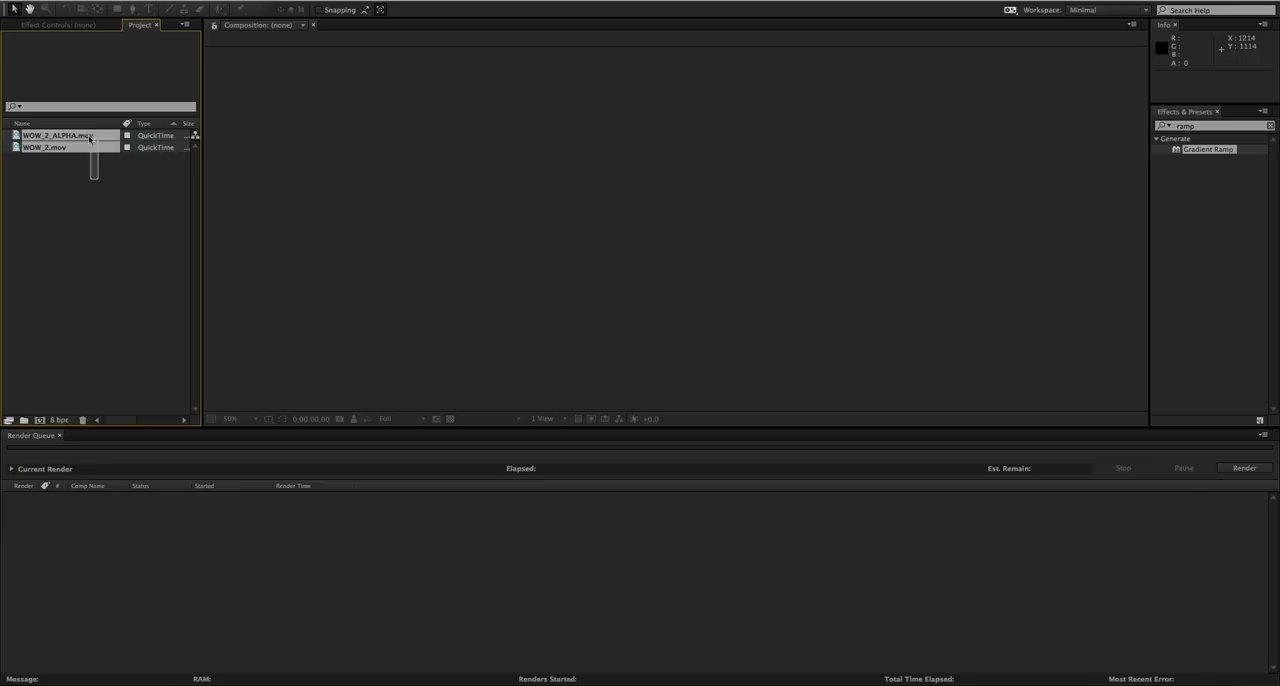 Snapping
Workspace: Minimal
Search Help
Effect Controls: (none)
Project
Composition: (none)
Info
R :
G :
B :
A : 0
X : 1214
Y : 1114
Effects & Presets
ramp
Generate
Gradient Ramp
Name Type Size
WOW_2_ALPHA.mov QuickTime ...
WOW_2.mov QuickTime ...
8 bpc
50%
0:00:00:00
Full
1 View
+0.0
Render Queue
Current Render
Elapsed:
Est. Remain:
Stop
Pause
Render
Render # Comp Name Status Started Render Time
Message:
RAM:
Renders Started:
Total Time Elapsed:
Most Recent Error: